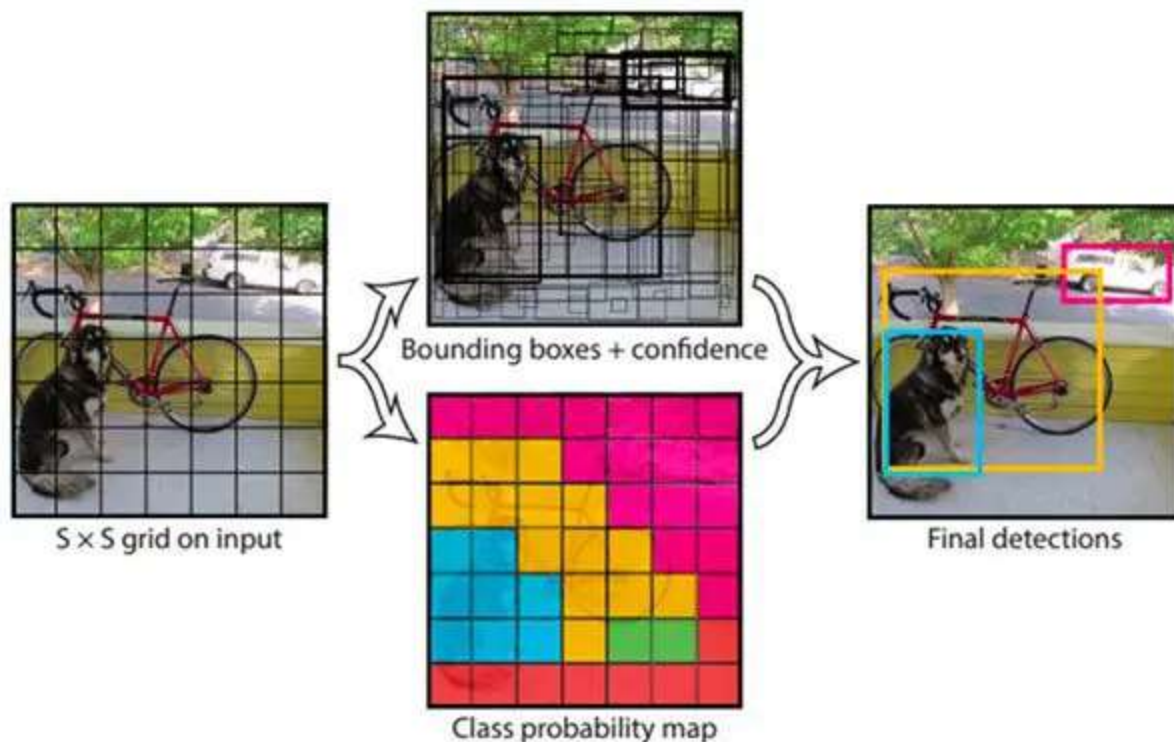 Bounding boxes + confidence
S × S grid on input
Final detections
Class probability map